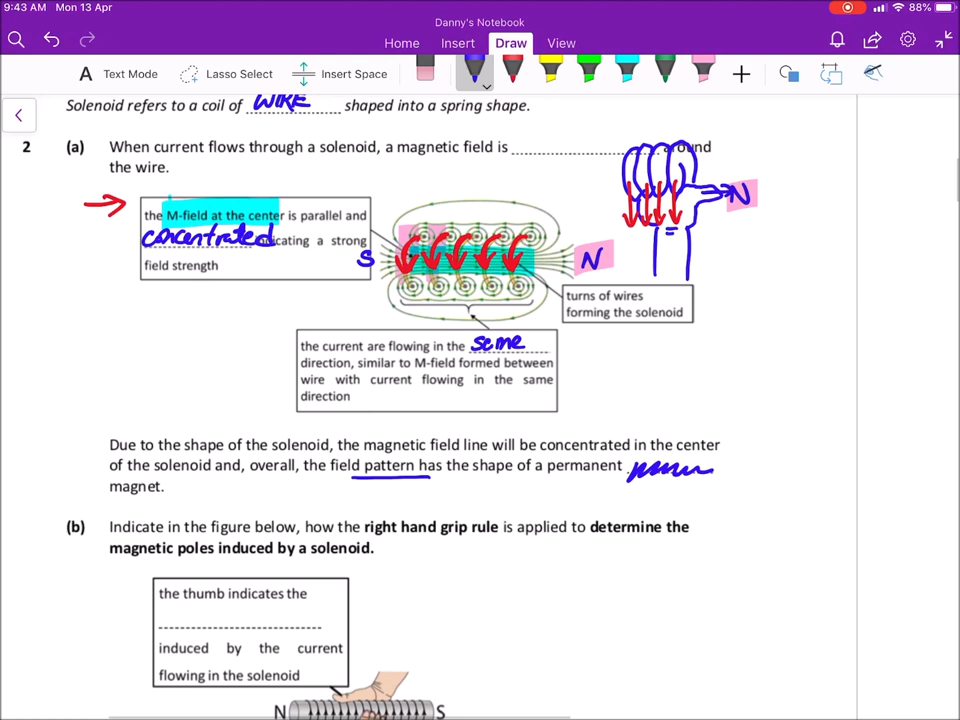 9:43 AM Mon 13 Apr
88%
Danny's Notebook
Home Insert Draw View
A Text Mode Lasso Select Insert Space
Solenoid refers to a coil of WIRE shaped into a spring shape.
2 (a) When current flows through a solenoid, a magnetic field is ........................ around
the wire.
N
the M-field at the center is parallel and
concentrated indicating a strong
field strength
S
N
turns of wires
forming the solenoid
the current are flowing in the same
direction, similar to M-field formed between
wire with current flowing in the same
direction
Due to the shape of the solenoid, the magnetic field line will be concentrated in the center
of the solenoid and, overall, the field pattern has the shape of a permanent
magnet.
(b) Indicate in the figure below, how the right hand grip rule is applied to determine the
magnetic poles induced by a solenoid.
the thumb indicates the
------------------------------
induced by the current
flowing in the solenoid
N S